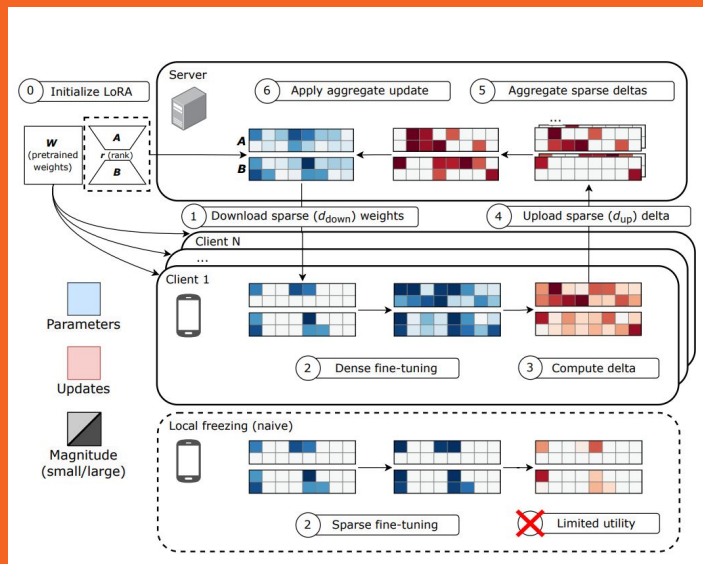 0 Initialize LoRA
Server
6 Apply aggregate update
5 Aggregate sparse deltas
...
W
(pretrained
weights)
A
r (rank)
B
A
B
1 Download sparse (d_down) weights
4 Upload sparse (d_up) delta
Client N
...
Client 1
Parameters
Updates
Magnitude
(small/large)
2 Dense fine-tuning
3 Compute delta
Local freezing (naive)
2 Sparse fine-tuning
Limited utility